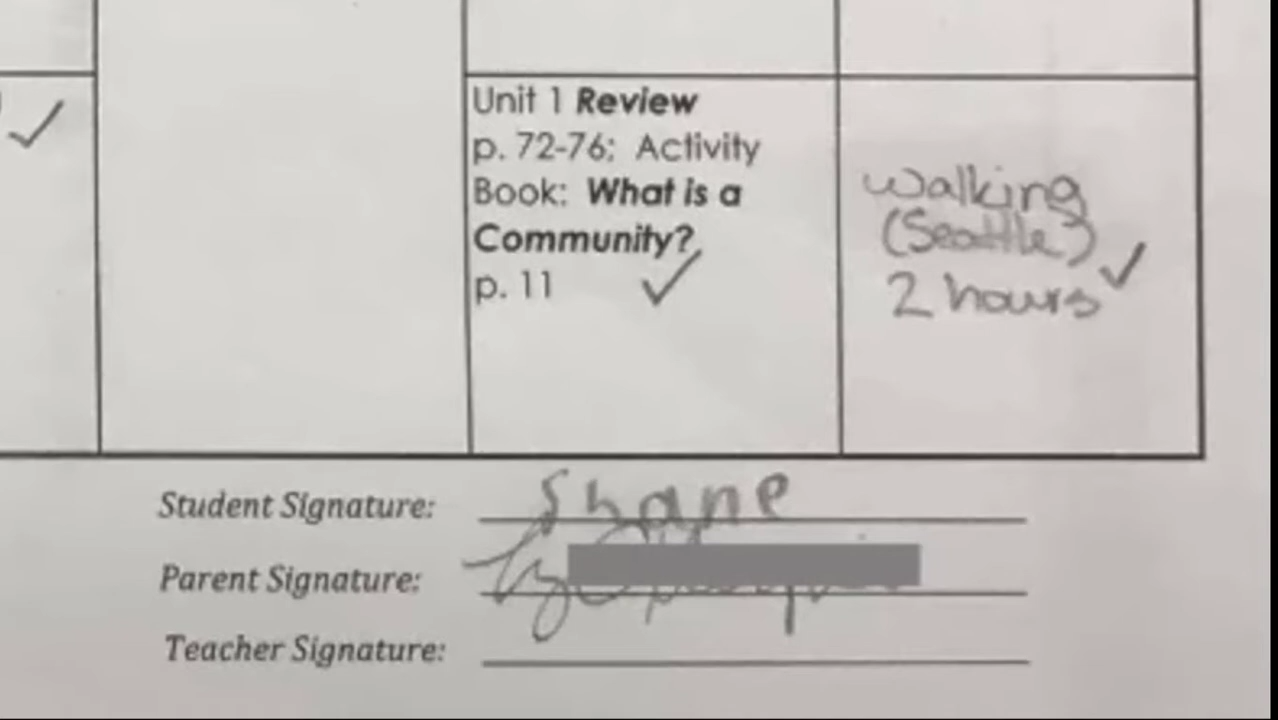 Unit 1 Review
p. 72-76; Activity
Book: What is a
Community?
p. 11
walking
(Seattle)
2 hours
Student Signature: Shane
Parent Signature:
Teacher Signature: